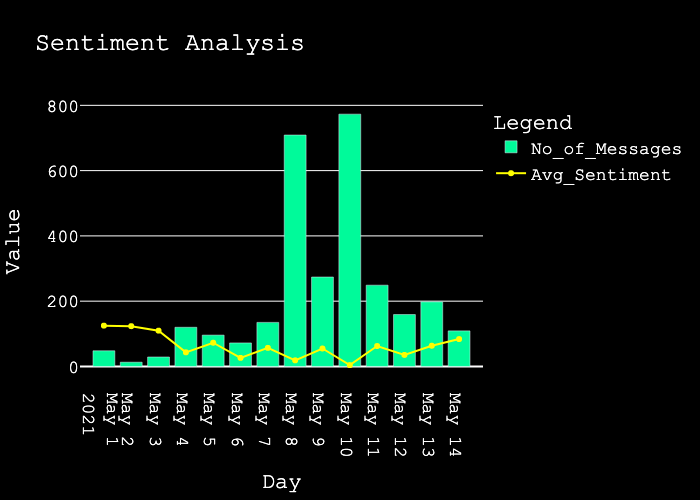 Sentiment Analysis
800
600
400
200
0
Value
Legend
No_of_Messages
Avg_Sentiment
May 1
2021
May 2
May 3
May 4
May 5
May 6
May 7
May 8
May 9
May 10
May 11
May 12
May 13
May 14
Day